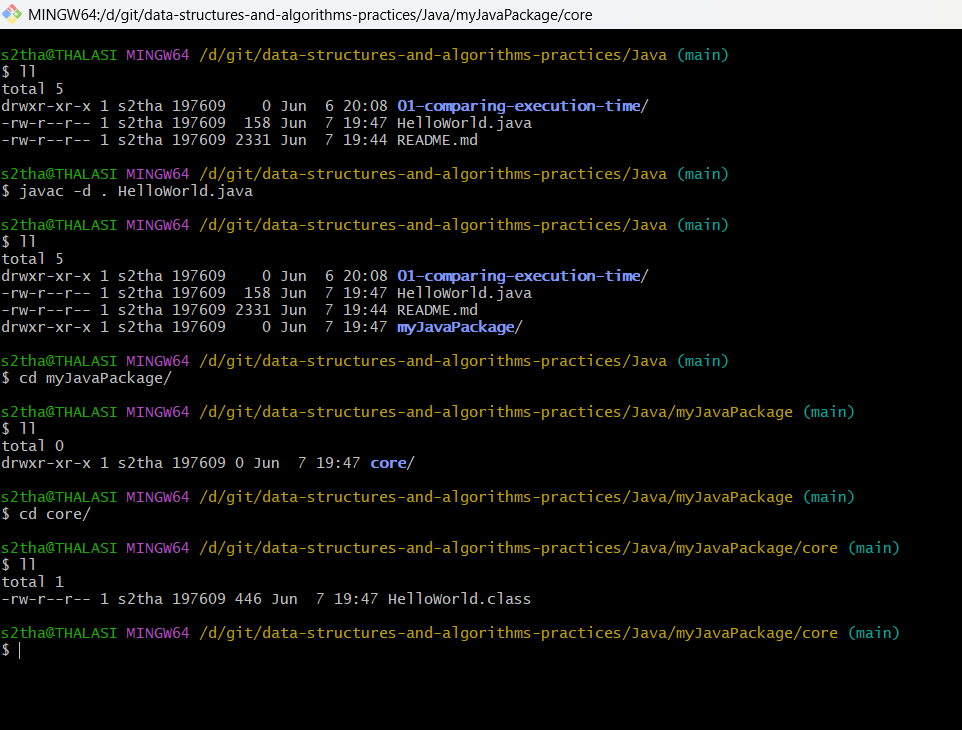 MINGW64:/d/git/data-structures-and-algorithms-practices/Java/myJavaPackage/core
s2tha@THALASI MINGW64 /d/git/data-structures-and-algorithms-practices/Java (main)
$ ll
total 5
drwxr-xr-x 1 s2tha 197609    0 Jun  6 20:08 01-comparing-execution-time/
-rw-r--r-- 1 s2tha 197609  158 Jun  7 19:47 HelloWorld.java
-rw-r--r-- 1 s2tha 197609 2331 Jun  7 19:44 README.md
s2tha@THALASI MINGW64 /d/git/data-structures-and-algorithms-practices/Java (main)
$ javac -d . HelloWorld.java
s2tha@THALASI MINGW64 /d/git/data-structures-and-algorithms-practices/Java (main)
$ ll
total 5
drwxr-xr-x 1 s2tha 197609    0 Jun  6 20:08 01-comparing-execution-time/
-rw-r--r-- 1 s2tha 197609  158 Jun  7 19:47 HelloWorld.java
-rw-r--r-- 1 s2tha 197609 2331 Jun  7 19:44 README.md
drwxr-xr-x 1 s2tha 197609    0 Jun  7 19:47 myJavaPackage/
s2tha@THALASI MINGW64 /d/git/data-structures-and-algorithms-practices/Java (main)
$ cd myJavaPackage/
s2tha@THALASI MINGW64 /d/git/data-structures-and-algorithms-practices/Java/myJavaPackage (main)
$ ll
total 0
drwxr-xr-x 1 s2tha 197609 0 Jun  7 19:47 core/
s2tha@THALASI MINGW64 /d/git/data-structures-and-algorithms-practices/Java/myJavaPackage (main)
$ cd core/
s2tha@THALASI MINGW64 /d/git/data-structures-and-algorithms-practices/Java/myJavaPackage/core (main)
$ ll
total 1
-rw-r--r-- 1 s2tha 197609 446 Jun  7 19:47 HelloWorld.class
s2tha@THALASI MINGW64 /d/git/data-structures-and-algorithms-practices/Java/myJavaPackage/core (main)
$